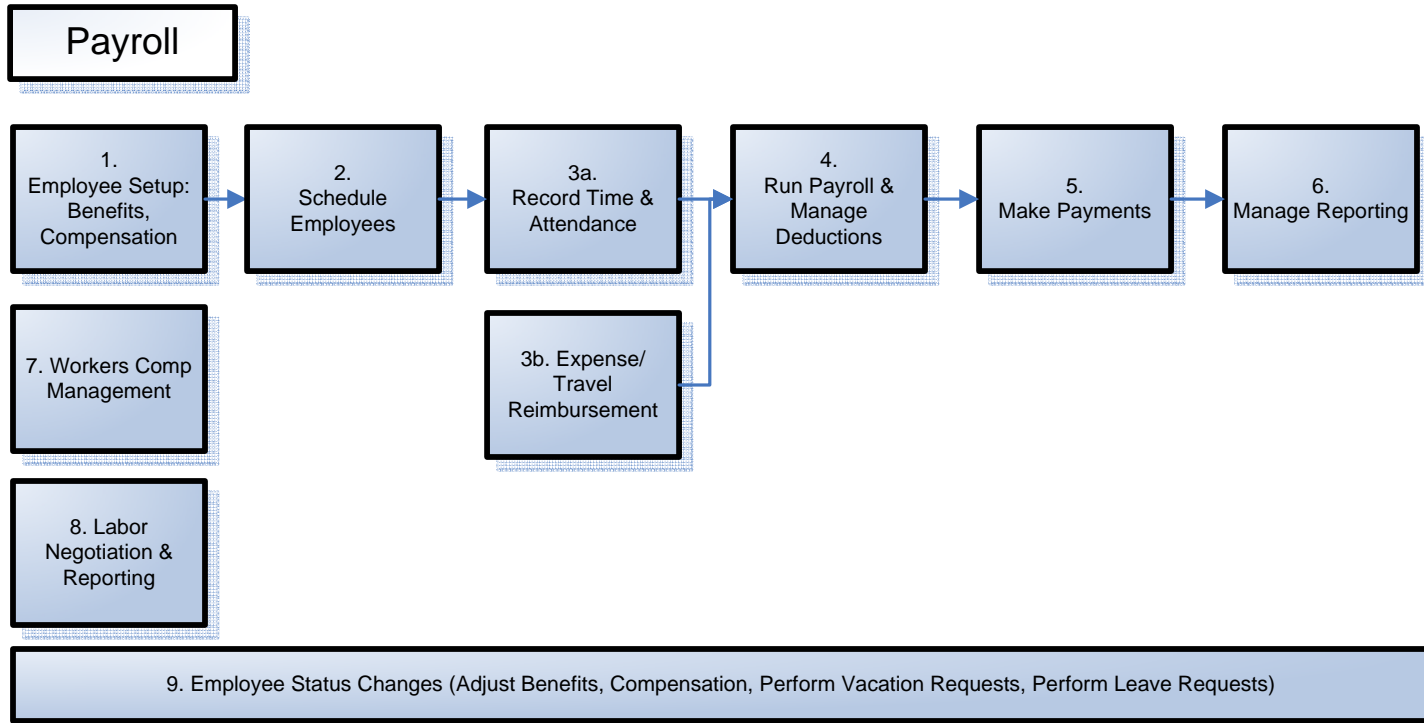 Payroll
1.
Employee Setup:
Benefits,
Compensation
2.
Schedule
Employees
3a.
Record Time &
Attendance
4.
Run Payroll &
Manage
Deductions
5.
Make Payments
6.
Manage Reporting
7. Workers Comp
Management
3b. Expense/
Travel
Reimbursement
8. Labor
Negotiation &
Reporting
9. Employee Status Changes (Adjust Benefits, Compensation, Perform Vacation Requests, Perform Leave Requests)